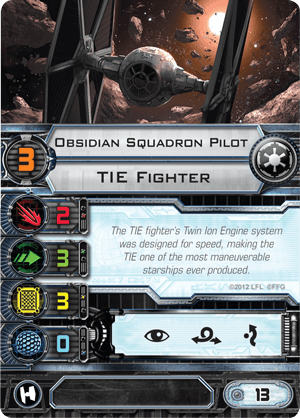 Obsidian Squadron Pilot
3
TIE Fighter
2
The TIE fighter's Twin Ion Engine system
was designed for speed, making the
TIE one of the most maneuverable
starships ever produced.
3
©2012 LFL ©FFG
3
0
13